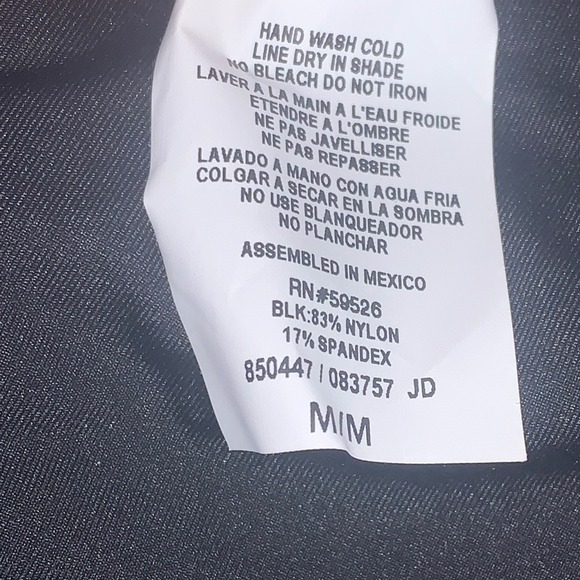 HAND WASH COLD
LINE DRY IN SHADE
NO BLEACH DO NOT IRON
LAVER A LA MAIN A L'EAU FROIDE
ETENDRE A L'OMBRE
NE PAS JAVELLISER
NE PAS REPASSER
LAVADO A MANO CON AGUA FRIA
COLGAR A SECAR EN LA SOMBRA
NO USE BLANQUEADOR
NO PLANCHAR
ASSEMBLED IN MEXICO
RN#59526
BLK:83% NYLON
17% SPANDEX
850447 / 083757 JD
M/M